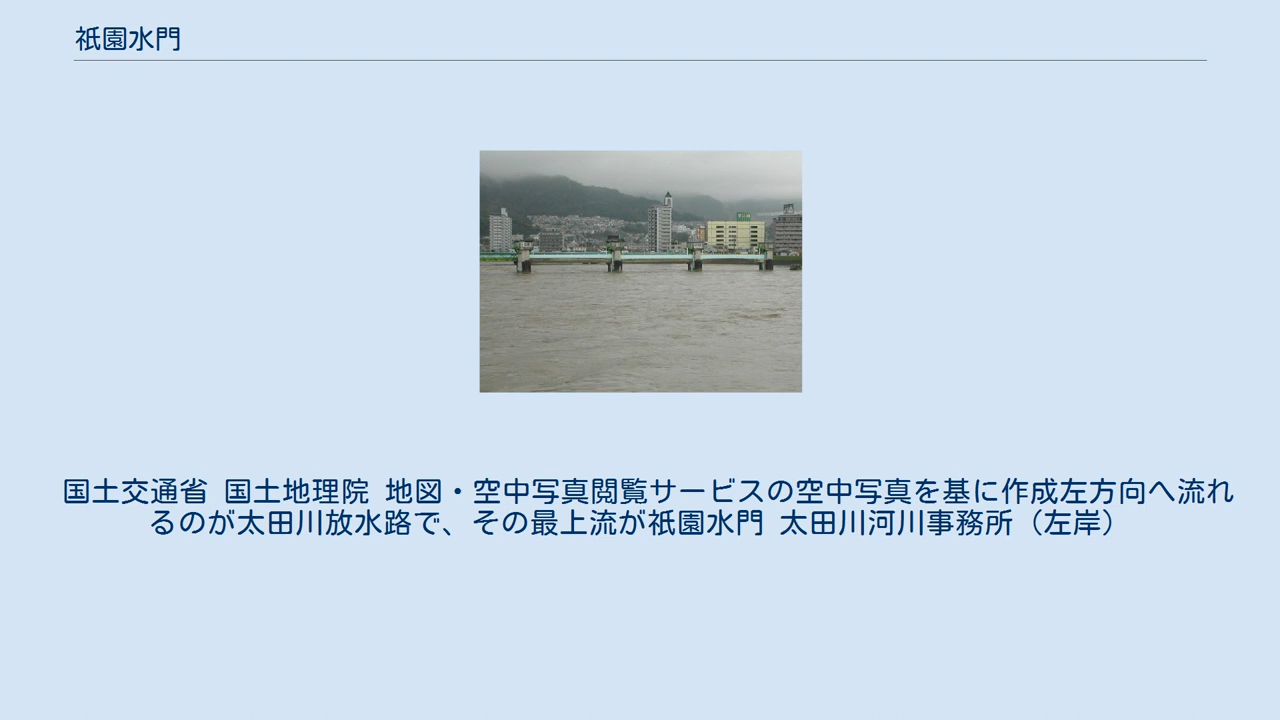 祇園水門
国土交通省 国土地理院 地図・空中写真閲覧サービスの空中写真を基に作成左方向へ流れ
るのが太田川放水路で、その最上流が祇園水門 太田川河川事務所（左岸）